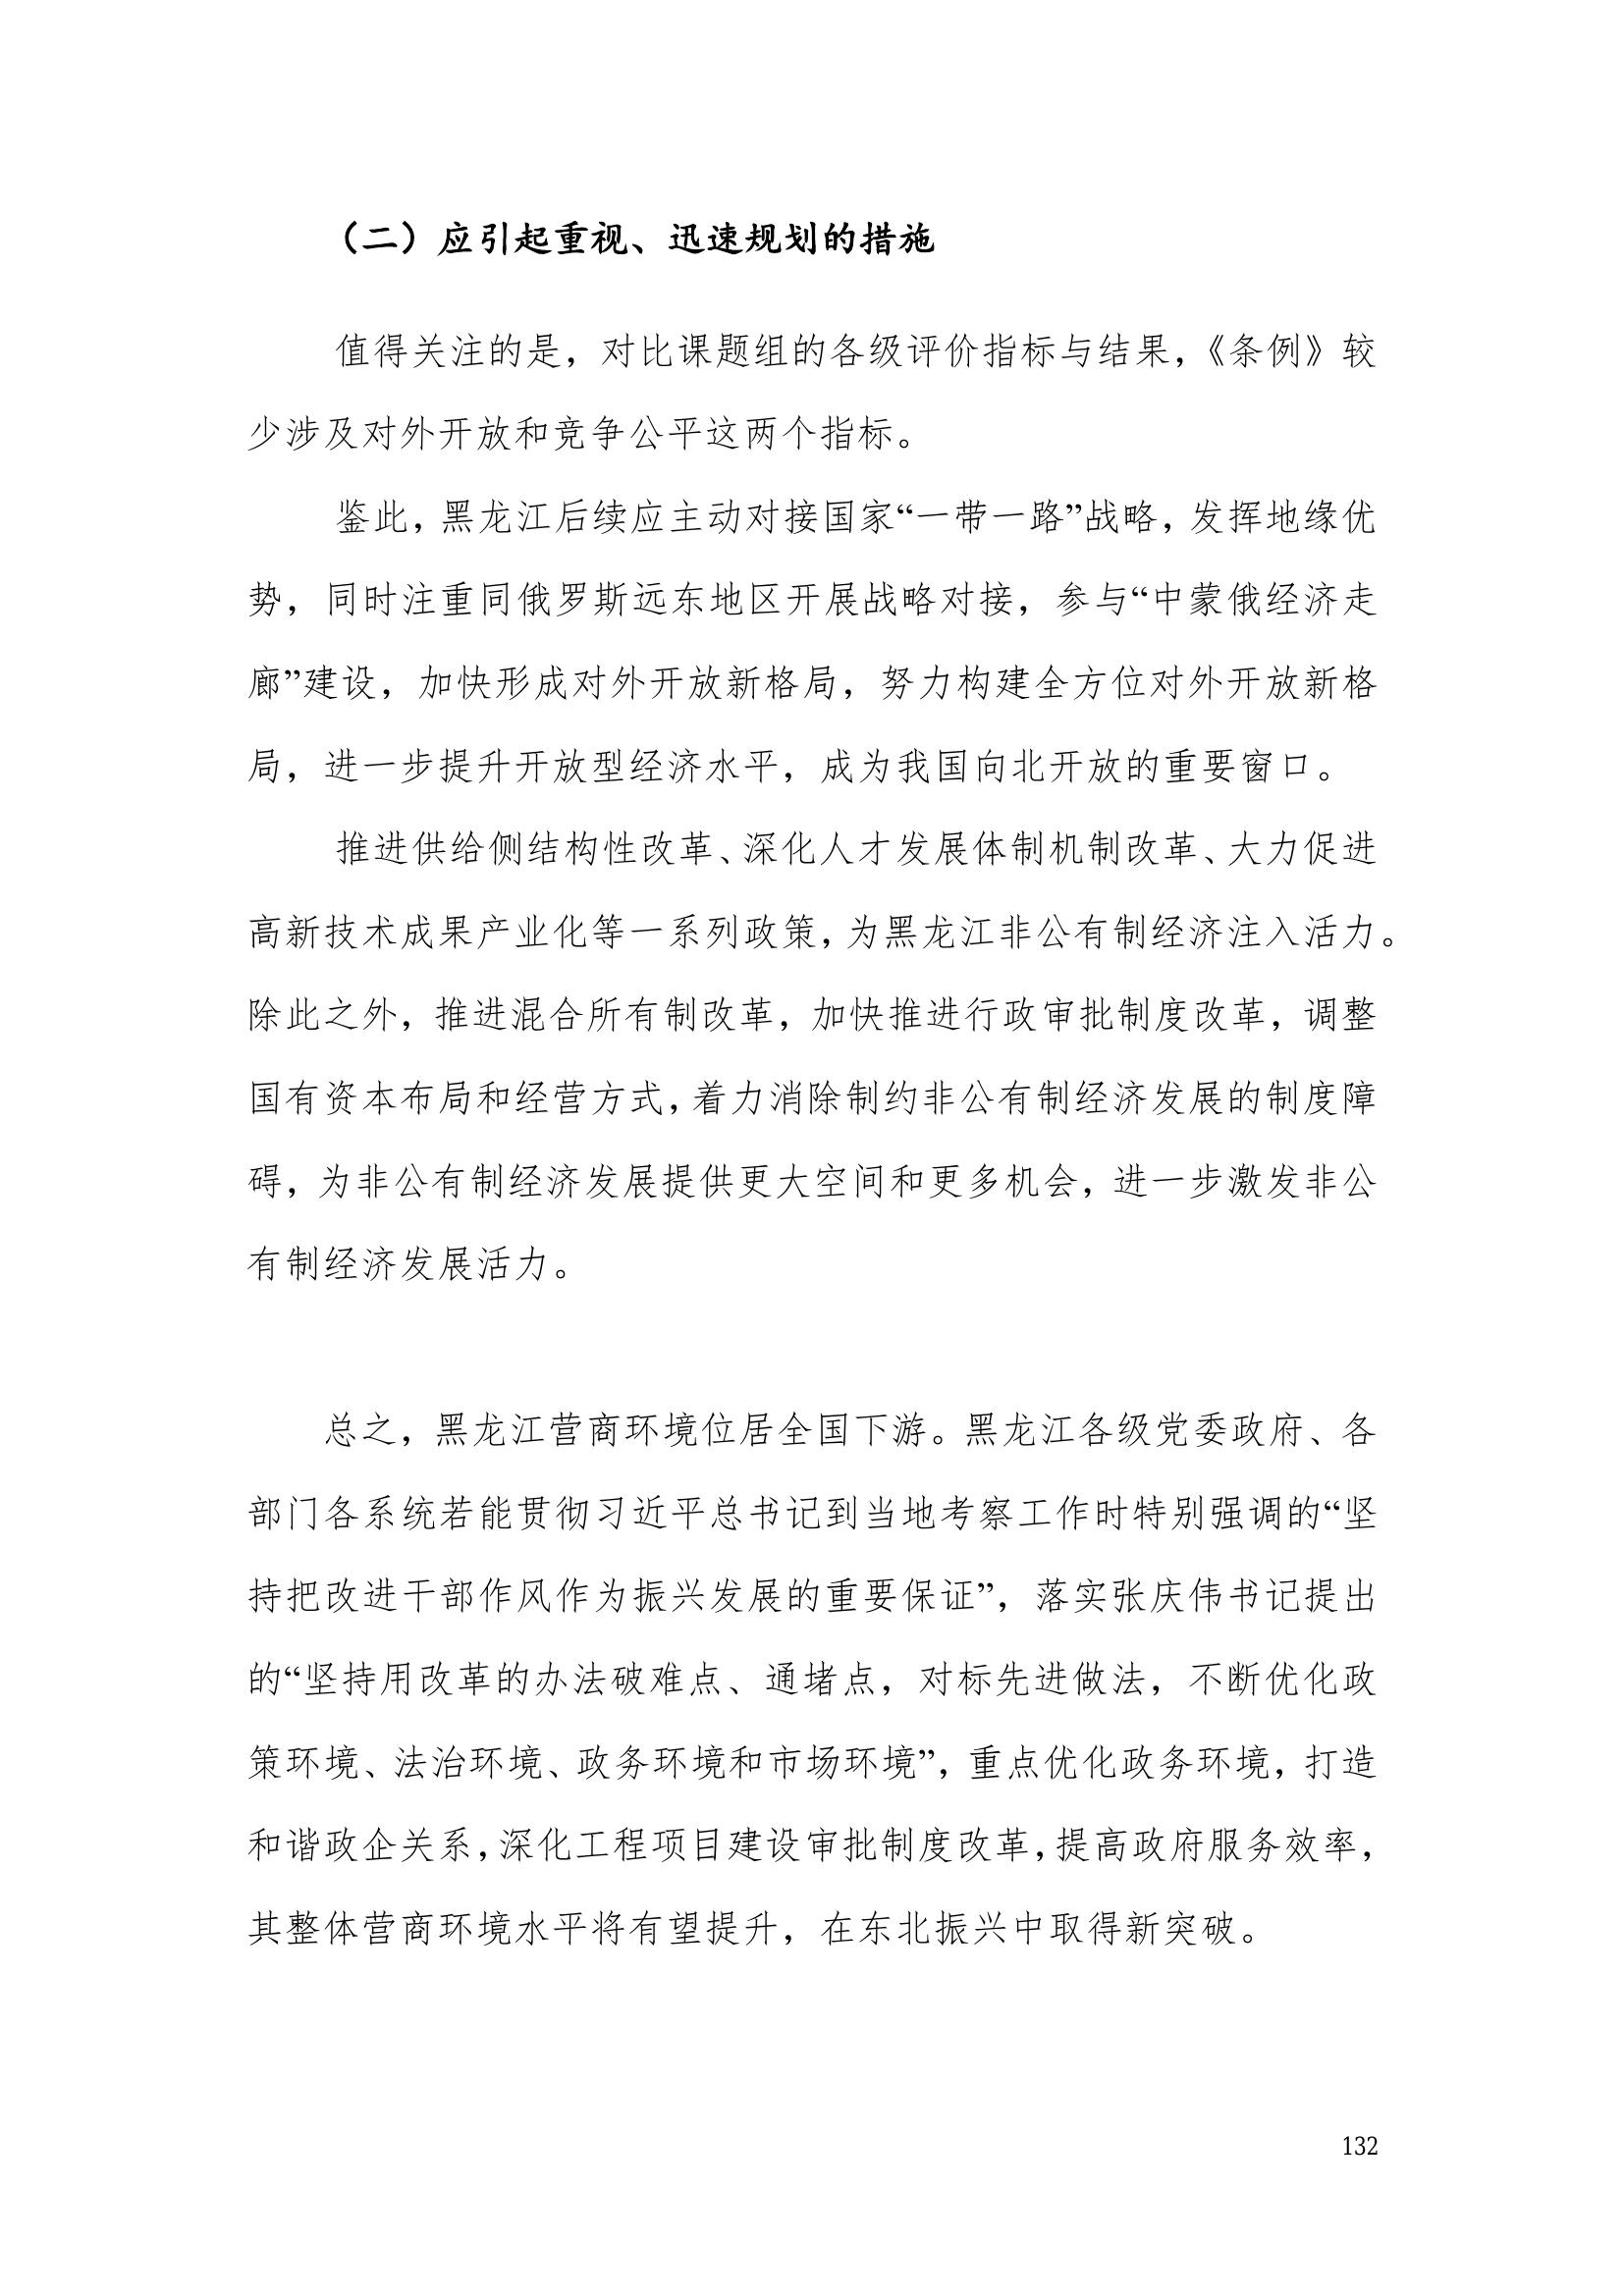 （二）应引起重视、迅速规划的措施
值得关注的是，对比课题组的各级评价指标与结果，《条例》较
少涉及对外开放和竞争公平这两个指标。
鉴此，黑龙江后续应主动对接国家“一带一路”战略，发挥地缘优
势，同时注重同俄罗斯远东地区开展战略对接，参与“中蒙俄经济走
廊”建设，加快形成对外开放新格局，努力构建全方位对外开放新格
局，进一步提升开放型经济水平，成为我国向北开放的重要窗口。
推进供给侧结构性改革、深化人才发展体制机制改革、大力促进
高新技术成果产业化等一系列政策，为黑龙江非公有制经济注入活力。
除此之外，推进混合所有制改革，加快推进行政审批制度改革，调整
国有资本布局和经营方式，着力消除制约非公有制经济发展的制度障
碍，为非公有制经济发展提供更大空间和更多机会，进一步激发非公
有制经济发展活力。
总之，黑龙江营商环境位居全国下游。黑龙江各级党委政府、各
部门各系统若能贯彻习近平总书记到当地考察工作时特别强调的“坚
持把改进干部作风作为振兴发展的重要保证”，落实张庆伟书记提出
的“坚持用改革的办法破难点、通堵点，对标先进做法，不断优化政
策环境、法治环境、政务环境和市场环境”，重点优化政务环境，打造
和谐政企关系，深化工程项目建设审批制度改革，提高政府服务效率，
其整体营商环境水平将有望提升，在东北振兴中取得新突破。
132